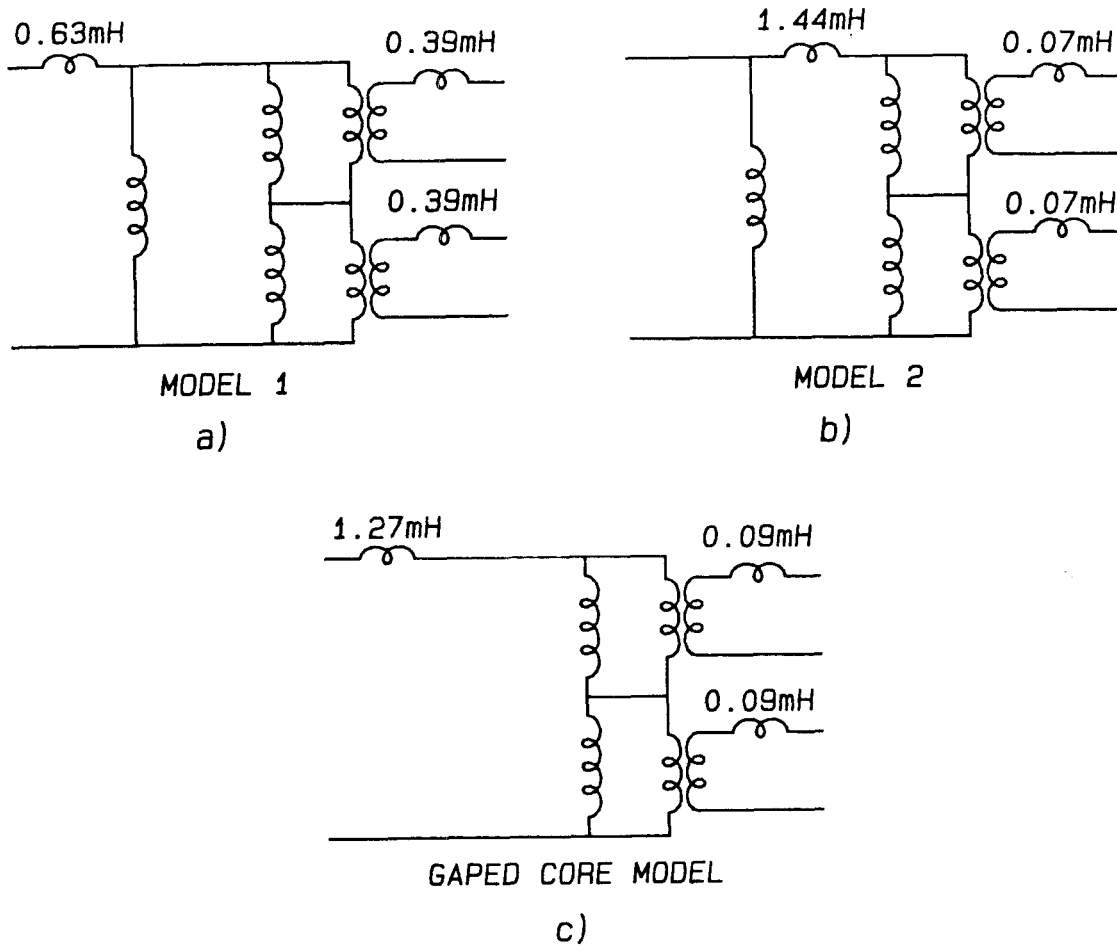 0.63mH
0.39mH
0.39mH
MODEL 1
a)
1.44mH
0.07mH
0.07mH
MODEL 2
b)
1.27mH
0.09mH
0.09mH
GAPED CORE MODEL
c)